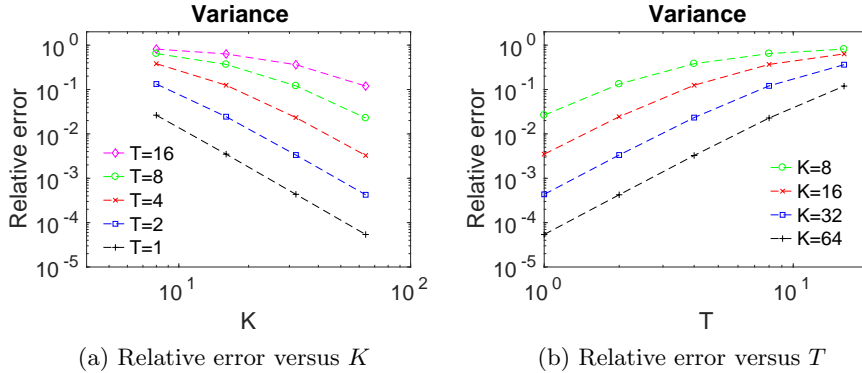 Variance
Relative error
10^0
10^-1
10^-2
10^-3
10^-4
10^-5
T=16
T=8
T=4
T=2
T=1
10^1
10^2
K
(a) Relative error versus K
Variance
Relative error
10^0
10^-1
10^-2
10^-3
10^-4
10^-5
K=8
K=16
K=32
K=64
10^0
10^1
T
(b) Relative error versus T